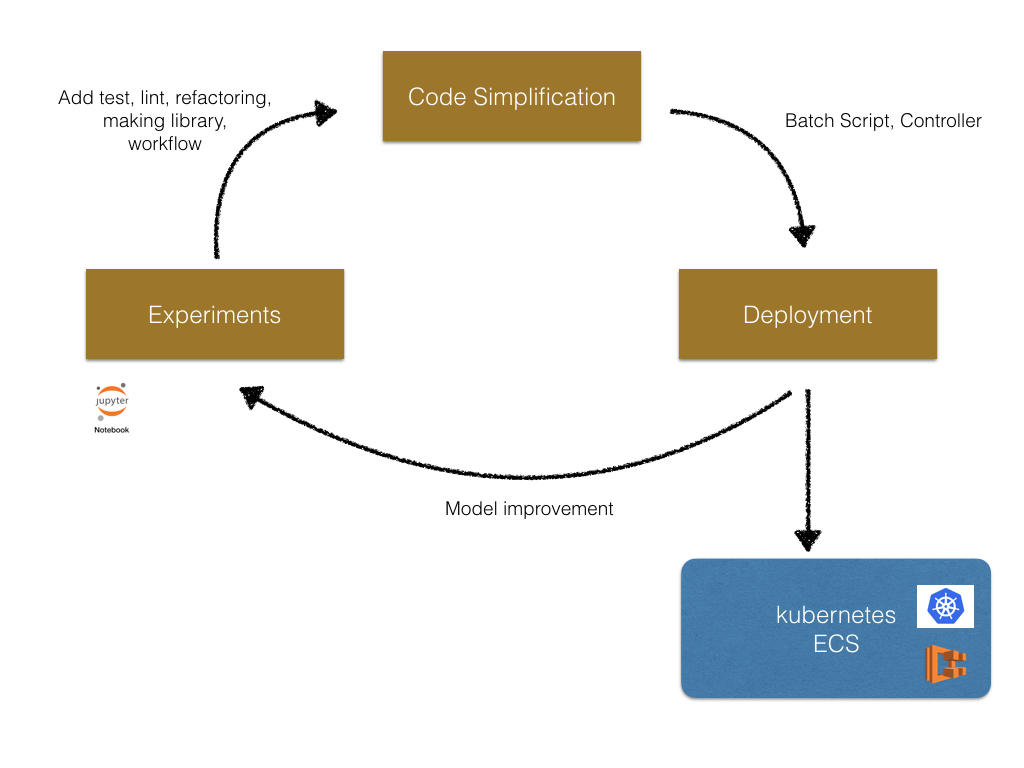 Code Simplification
Add test, lint, refactoring,
making library,
workflow
Batch Script, Controller
Experiments
Deployment
jupyter
Notebook
Model improvement
kubernetes
ECS